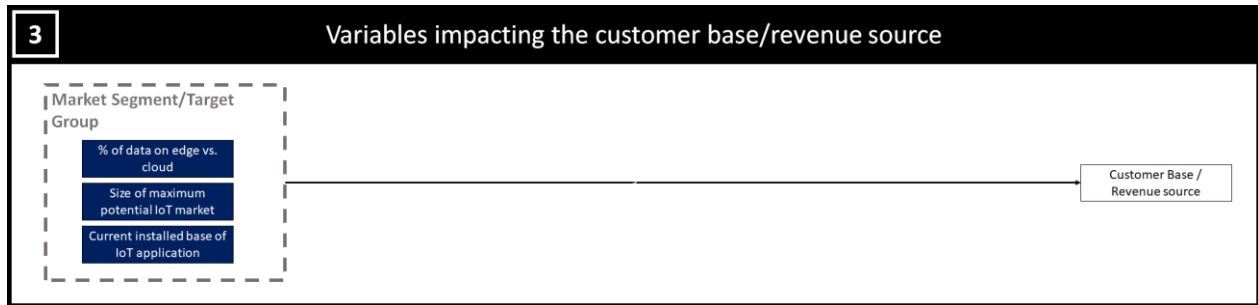 3
Variables impacting the customer base/revenue source
Market Segment/Target
Group
% of data on edge vs.
cloud
Size of maximum
potential IoT market
Current installed base of
IoT application
Customer Base /
Revenue source